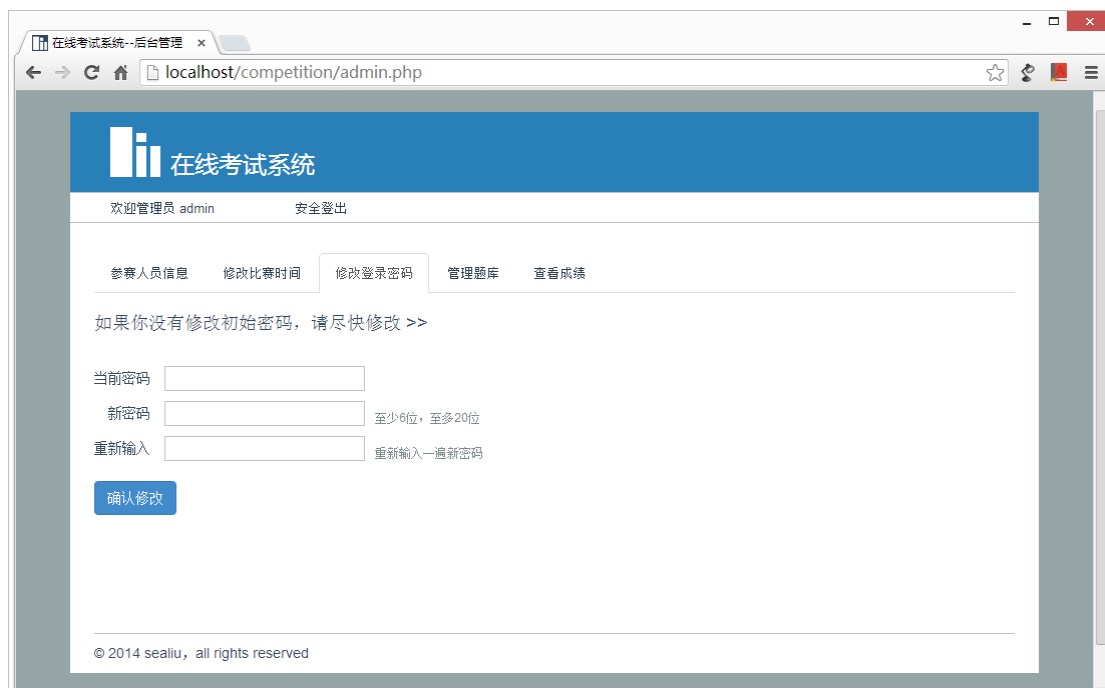 在线考试系统--后台管理
localhost/competition/admin.php
在线考试系统
欢迎管理员 admin 安全登出
参赛人员信息 修改比赛时间 修改登录密码 管理题库 查看成绩
如果你没有修改初始密码，请尽快修改 >>
当前密码
新密码 至少6位，至多20位
重新输入 重新输入一遍新密码
确认修改
© 2014 sealiu，all rights reserved